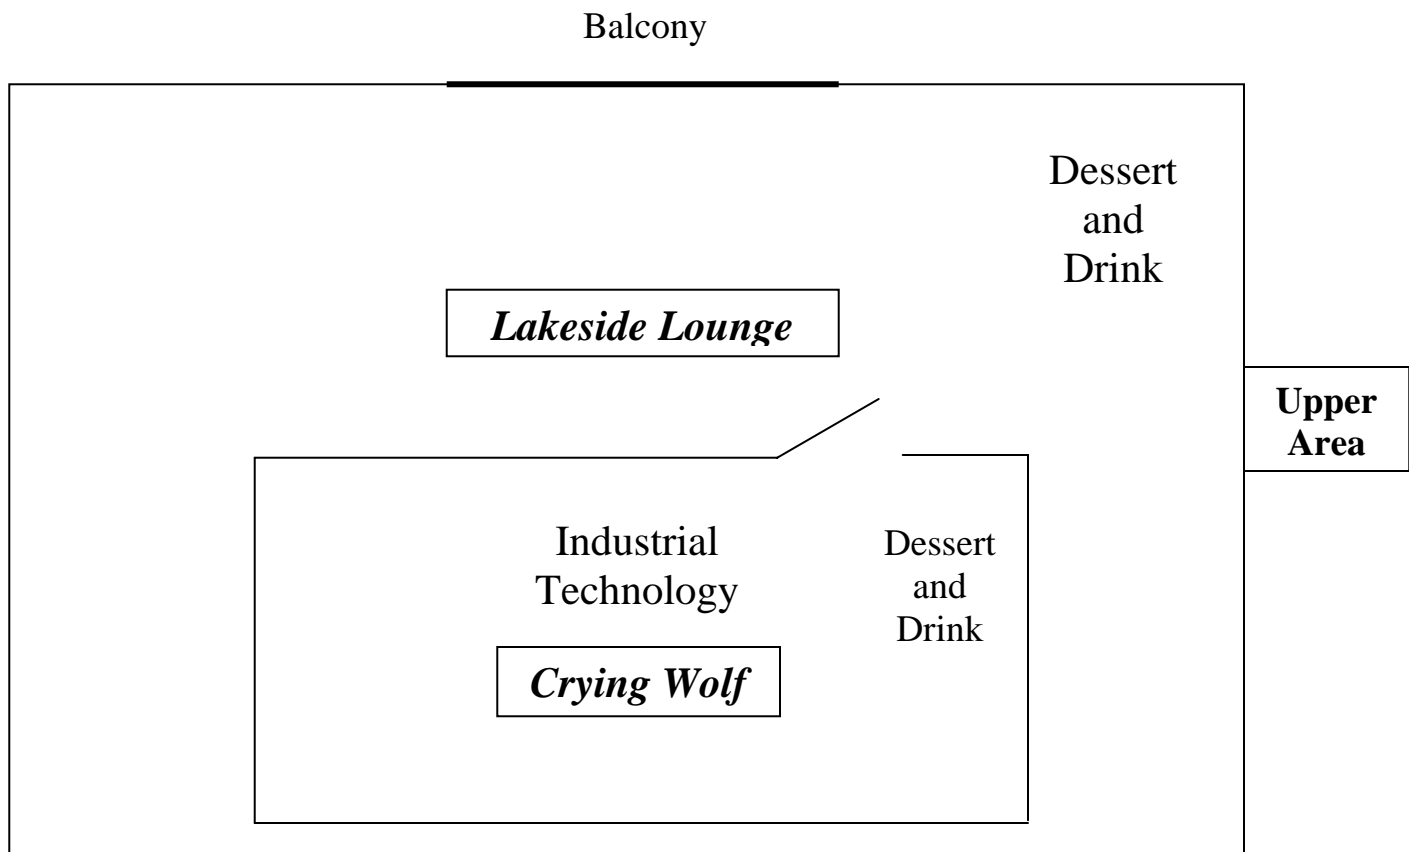 Balcony
Dessert
and
Drink
Lakeside Lounge
Upper
Area
Industrial
Technology
Dessert
and
Drink
Crying Wolf